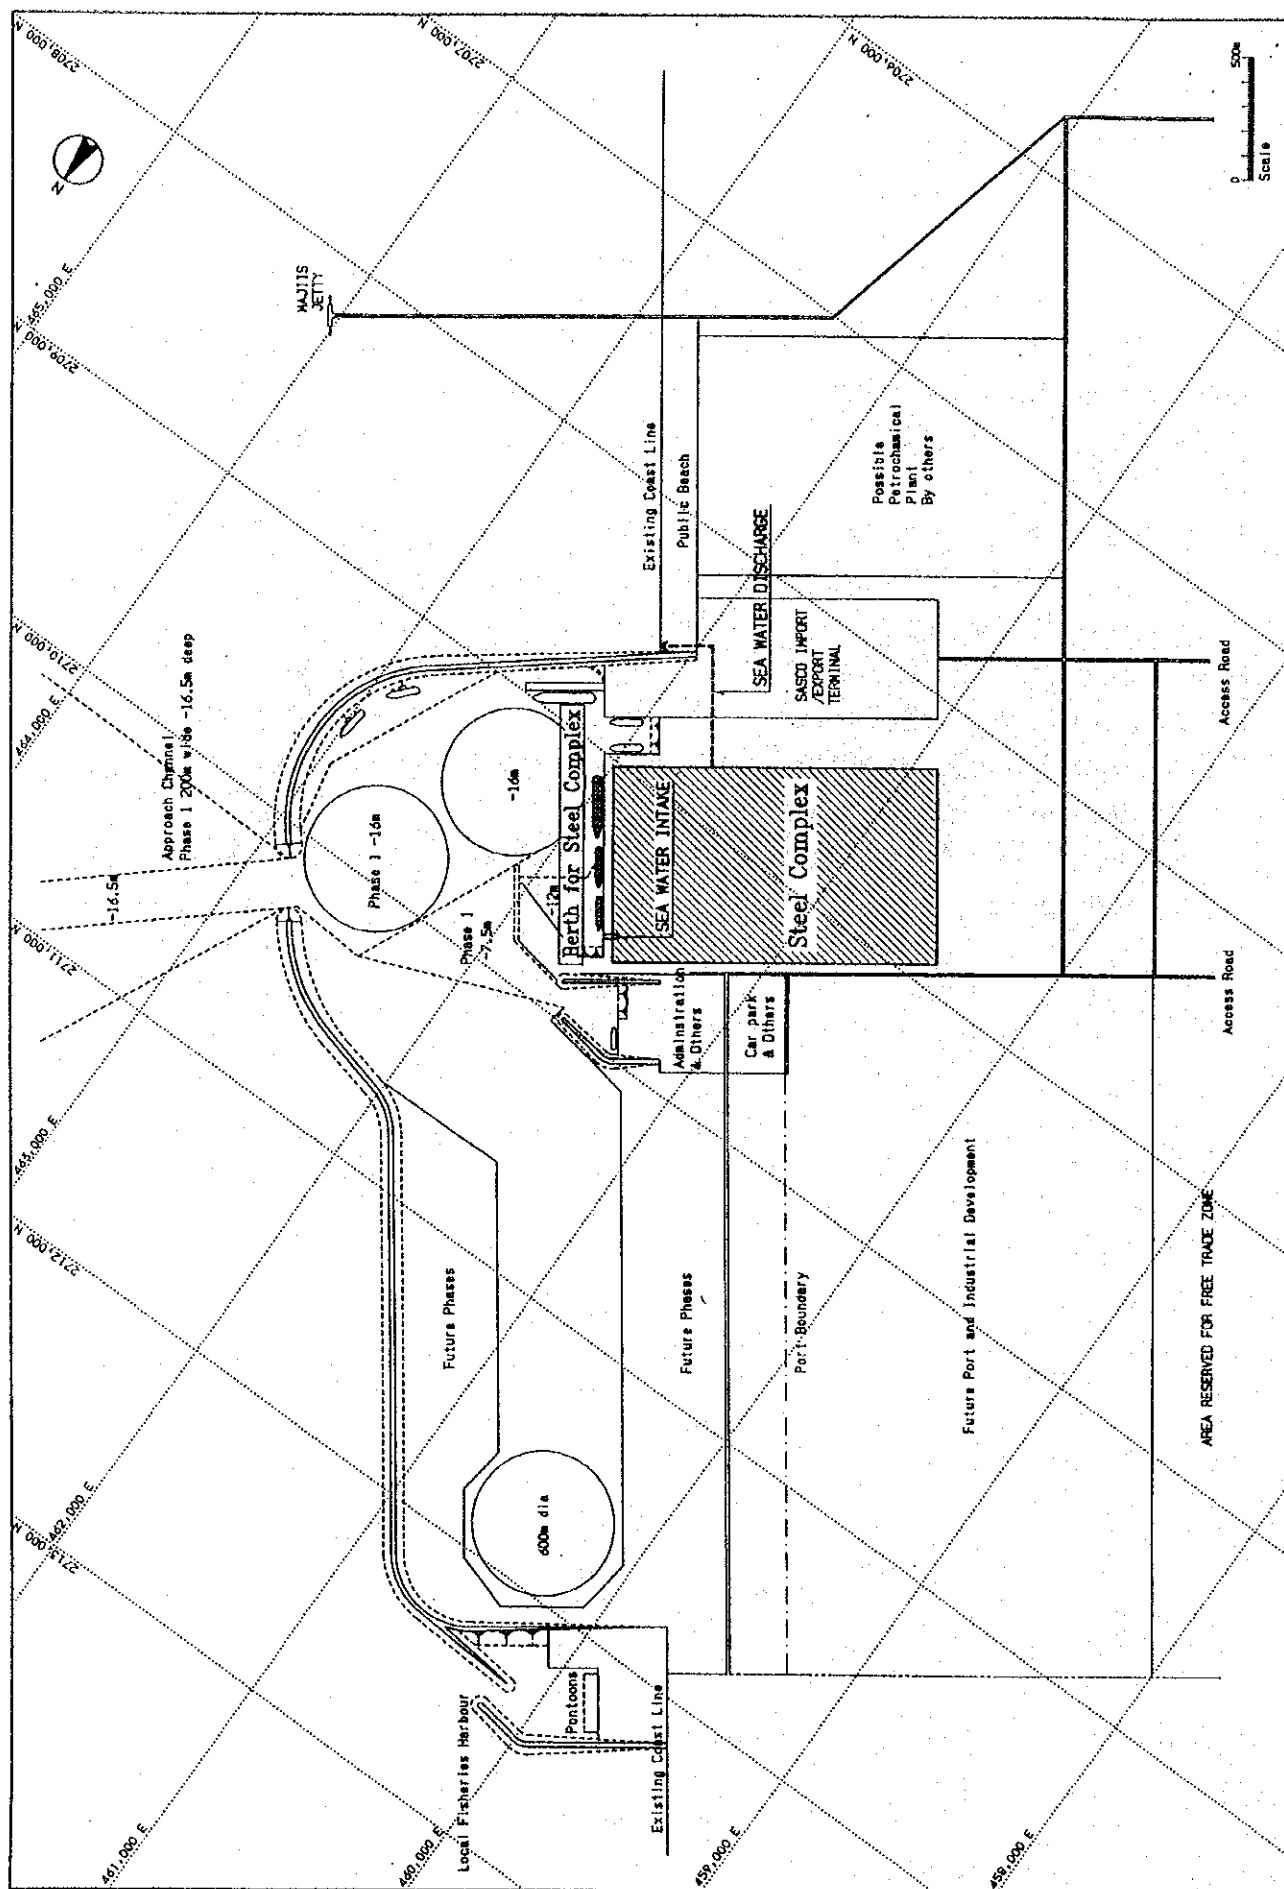 2708,000 N
2707,000 N
2706,000 N
N
465,000 E
2709,000 N
MAJIIS
JETTY
0
500m
Scale
Existing Coast Line
Public Beach
Possible
Petrochemical
Plant
By others
SEA WATER DISCHARGE
2710,000 N
464,000 E
Approach Channel
Phase 1 200m wide -16.5m deep
SASCO IMPORT
/EXPORT
TERMINAL
Access Road
-16.5m
Phase 1 -16m
-16m
Berth for Steel Complex
SEA WATER INTAKE
Steel Complex
-12m
Phase 1
-7.5m
2711,000 N
Access Road
Adminstration
& Others
Car park
& Others
463,000 E
2712,000 N
Future Phases
Future Phases
Port Boundary
Future Port and Industrial Development
AREA RESERVED FOR FREE TRADE ZONE
600m dia
462,000 E
2713,000 N
Local Fisheries Harbour
Pontoons
Existing Coast Line
461,000 E
460,000 E
459,000 E
458,000 E